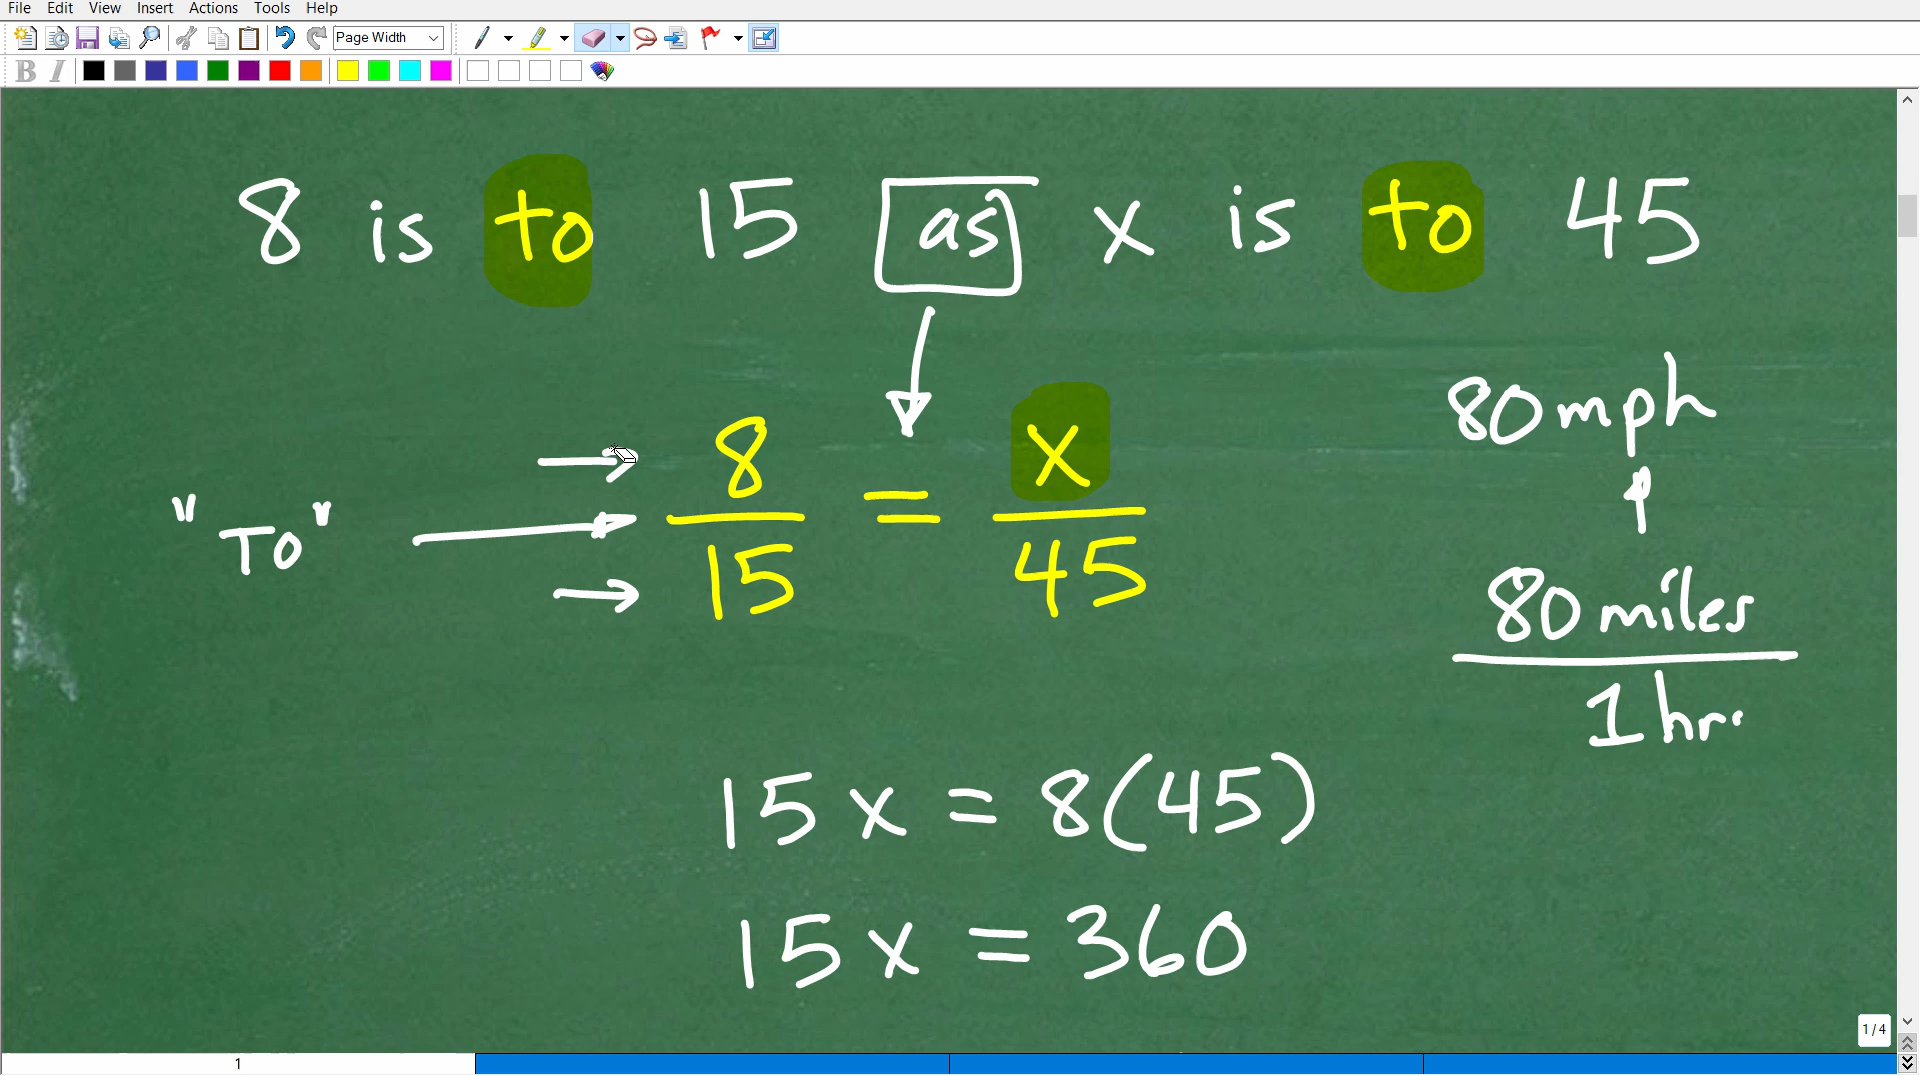 File Edit View Insert Actions Tools Help
Page Width
B I
8 is to 15 as x is to 45
80 mph
8/15 = x/45
"TO"
80 miles
1 hr.
15x = 8(45)
15x = 360
1 / 4
1